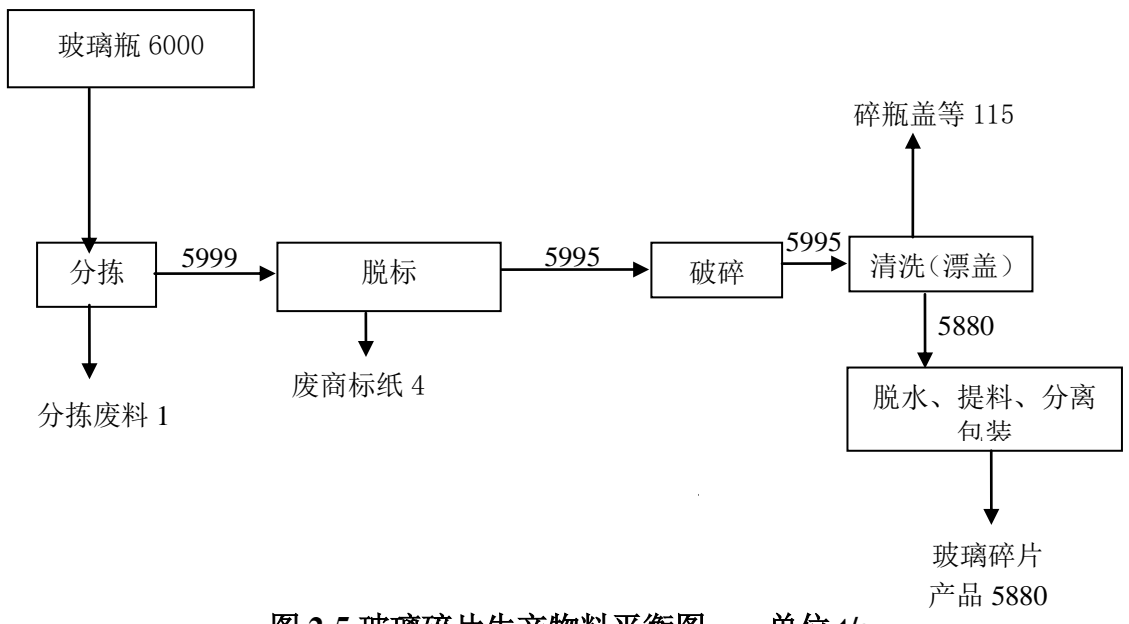 玻璃瓶 6000
碎瓶盖等 115
分拣
5999
脱标
5995
破碎
5995
清洗（漂盖）
5880
分拣废料 1
废商标纸 4
脱水、提料、分离
包装
玻璃碎片
产品 5880
图 2-5 玻璃碎片生产物料平衡图 单位